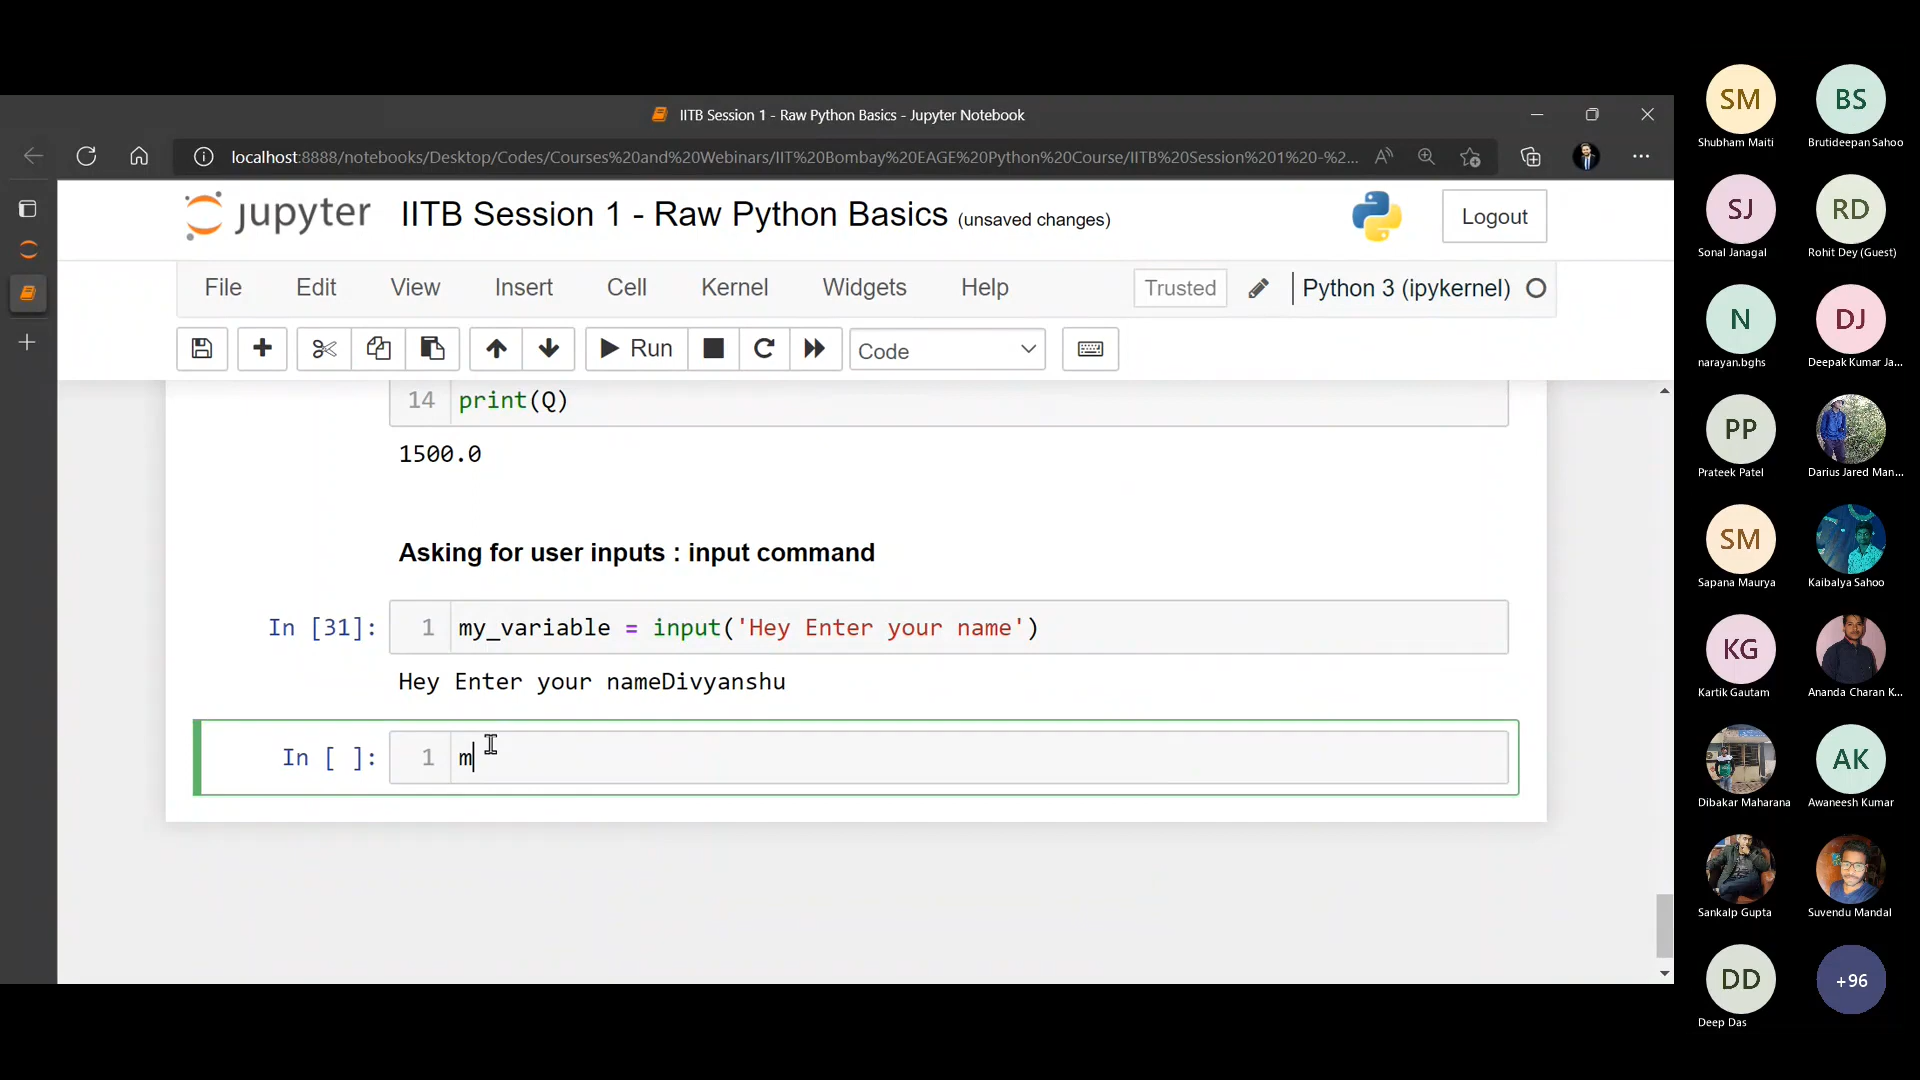 IITB Session 1 - Raw Python Basics - Jupyter Notebook
localhost:8888/notebooks/Desktop/Codes/Courses%20and%20Webinars/IIT%20Bombay%20EAGE%20Python%20Course/IITB%20Session%201%20-%2...
jupyter IITB Session 1 - Raw Python Basics (unsaved changes)
Logout
File Edit View Insert Cell Kernel Widgets Help Trusted Python 3 (ipykernel)
Run Code
14 print(Q)
1500.0
Asking for user inputs : input command
In [31]: 1 my_variable = input('Hey Enter your name')
Hey Enter your nameDivyanshu
In [ ]: 1 m
SM BS
Shubham Maiti Brutideepan Sahoo
SJ RD
Sonal Janagal Rohit Dey (Guest)
N DJ
narayan.bghs Deepak Kumar Ja...
PP
Prateek Patel Darius Jared Man...
SM
Sapana Maurya Kaibalya Sahoo
KG
Kartik Gautam Ananda Charan K...
AK
Dibakar Maharana Awaneesh Kumar
Sankalp Gupta Suvendu Mandal
DD +96
Deep Das